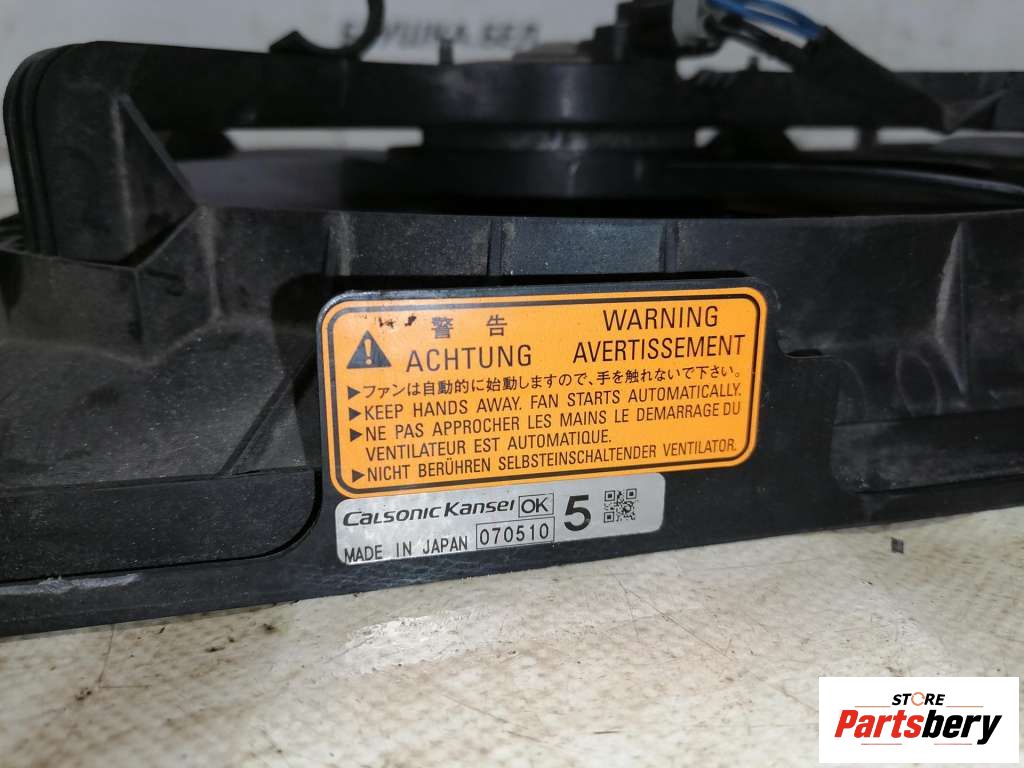 警告 WARNING
ACHTUNG AVERTISSEMENT
▶ファンは自動的に始動しますので、手を触れないで下さい。
▶KEEP HANDS AWAY. FAN STARTS AUTOMATICALLY.
▶NE PAS APPROCHER LES MAINS LE DEMARRAGE DU
VENTILATEUR EST AUTOMATIQUE.
▶NICHT BERÜHREN SELBSTEINSCHALTENDER VENTILATOR.
CALSONIC KANSEI OK 5
MADE IN JAPAN 070510
STORE
Partsbery